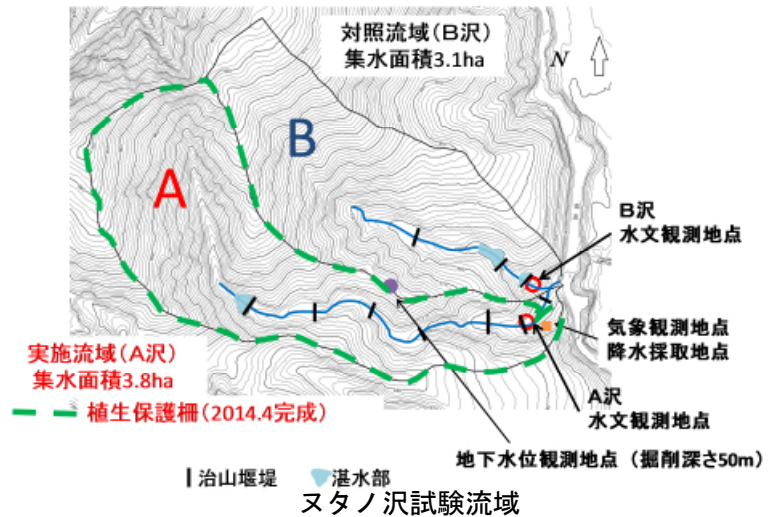 対照流域(B沢)
集水面積3.1ha
N
B
A
B沢
水文観測地点
気象観測地点
降水採取地点
実施流域(A沢)
集水面積3.8ha
植生保護柵(2014.4完成)
A沢
水文観測地点
地下水位観測地点(掘削深さ50m)
治山堰堤
湛水部
ヌタノ沢試験流域